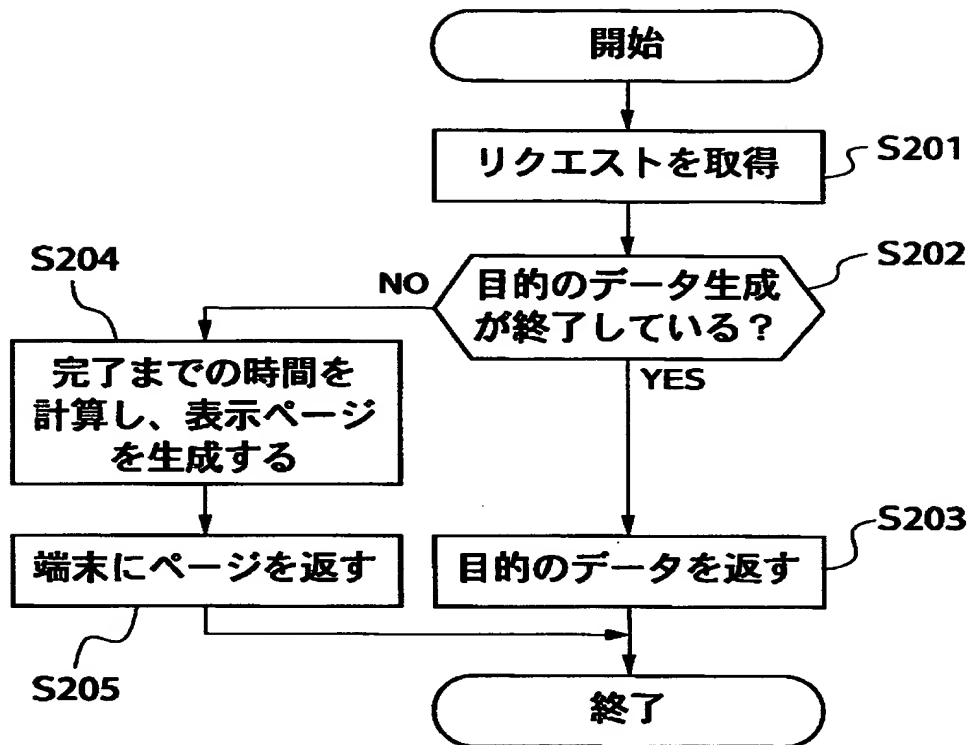 開始
リクエストを取得
S201
目的のデータ生成
が終了している？
S202
NO
YES
S204
完了までの時間を
計算し、表示ページ
を生成する
端末にページを返す
S205
目的のデータを返す
S203
終了